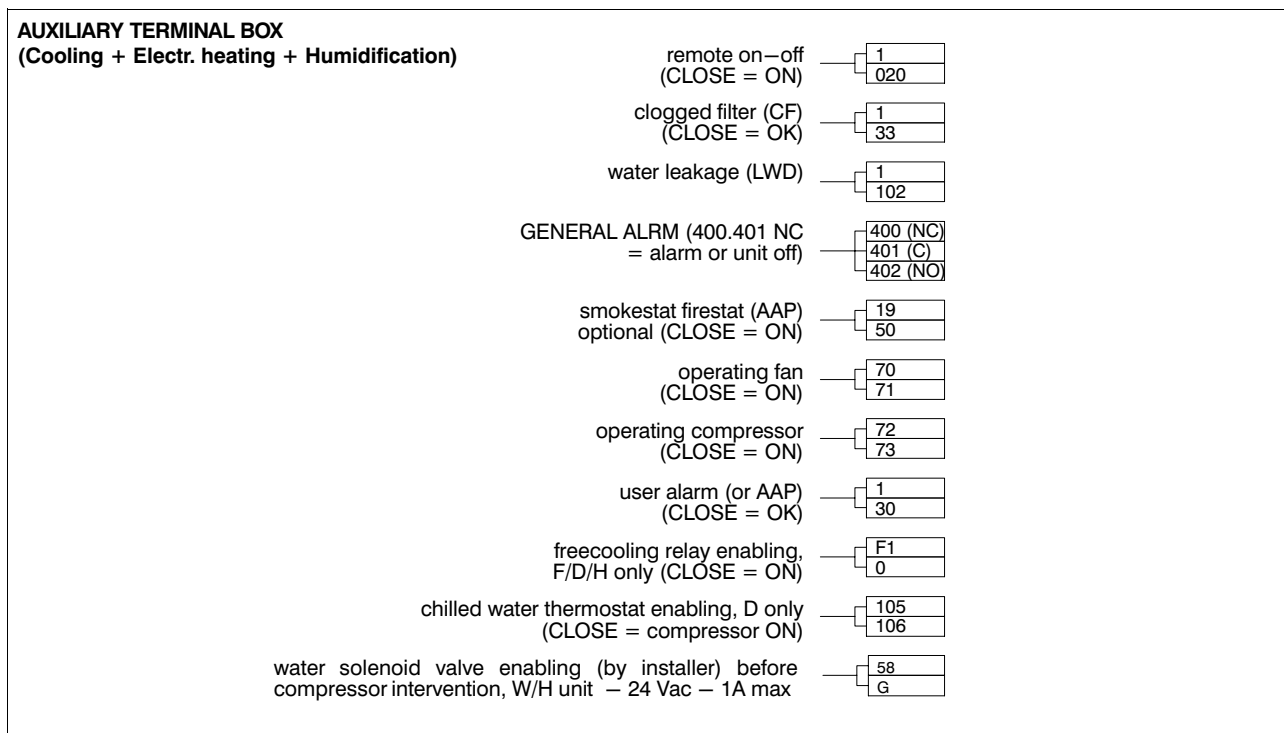 AUXILIARY TERMINAL BOX
(Cooling + Electr. heating + Humidification)
remote on−off
(CLOSE = ON)
1
020
clogged filter (CF)
(CLOSE = OK)
1
33
water leakage (LWD)
1
102
GENERAL ALRM (400.401 NC
= alarm or unit off)
400 (NC)
401 (C)
402 (NO)
smokestat firestat (AAP)
optional (CLOSE = ON)
19
50
operating fan
(CLOSE = ON)
70
71
operating compressor
(CLOSE = ON)
72
73
user alarm (or AAP)
(CLOSE = OK)
1
30
freecooling relay enabling,
F/D/H only (CLOSE = ON)
F1
0
chilled water thermostat enabling, D only
(CLOSE = compressor ON)
105
106
water solenoid valve enabling (by installer) before
compressor intervention, W/H unit − 24 Vac − 1A max
58
G